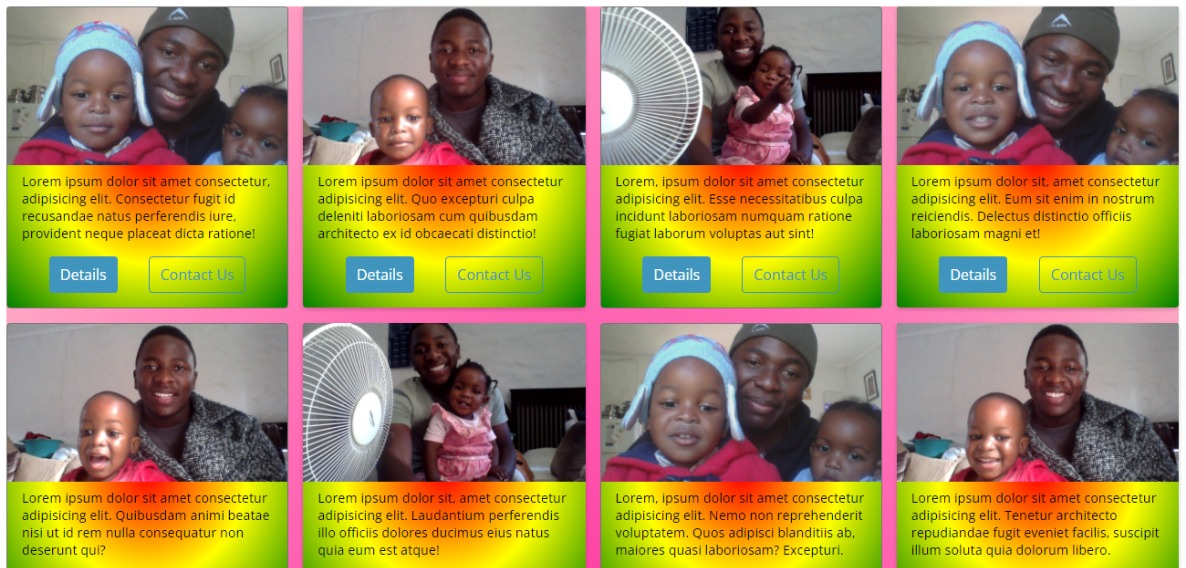 Lorem ipsum dolor sit amet consectetur,
adipisicing elit. Consectetur fugit id
recusandae natus perferendis iure,
provident neque placeat dicta ratione!
Details
Contact Us
Lorem ipsum dolor sit amet consectetur
adipisicing elit. Quo excepturi culpa
deleniti laboriosam cum quibusdam
architecto ex id obcaecati distinctio!
Details
Contact Us
Lorem, ipsum dolor sit amet consectetur
adipisicing elit. Esse necessitatibus culpa
incidunt laboriosam numquam ratione
fugiat laborum voluptas aut sint!
Details
Contact Us
Lorem ipsum dolor sit, amet consectetur
adipisicing elit. Eum sit enim in nostrum
reiciendis. Delectus distinctio officiis
laboriosam magni et!
Details
Contact Us
Lorem ipsum dolor sit amet consectetur
adipisicing elit. Quibusdam animi beatae
nisi ut id rem nulla consequatur non
deserunt qui?
Lorem ipsum dolor sit, amet consectetur
adipisicing elit. Laudantium perferendis
illo officiis dolores ducimus eius natus
quia eum est atque!
Lorem, ipsum dolor sit amet consectetur
adipisicing elit. Nemo non reprehenderit
voluptatem. Quos adipisci blanditiis ab,
maiores quasi laboriosam? Excepturi.
Lorem ipsum dolor sit amet consectetur
adipisicing elit. Tenetur architecto
repudiandae fugit eveniet facilis, suscipit
illum soluta quia dolorum libero.